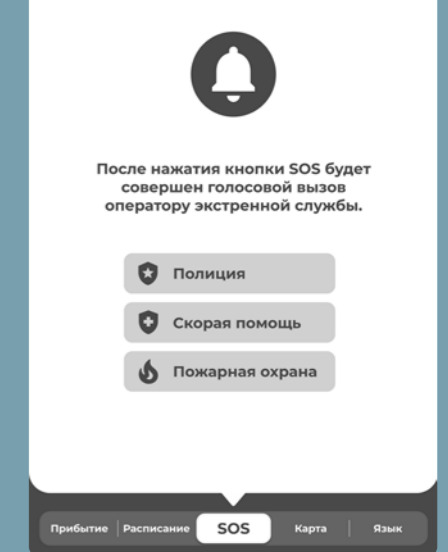 После нажатия кнопки SOS будет
совершен голосовой вызов
оператору экстренной службы.
Полиция
Скорая помощь
Пожарная охрана
Прибытие Расписание SOS Карта Язык